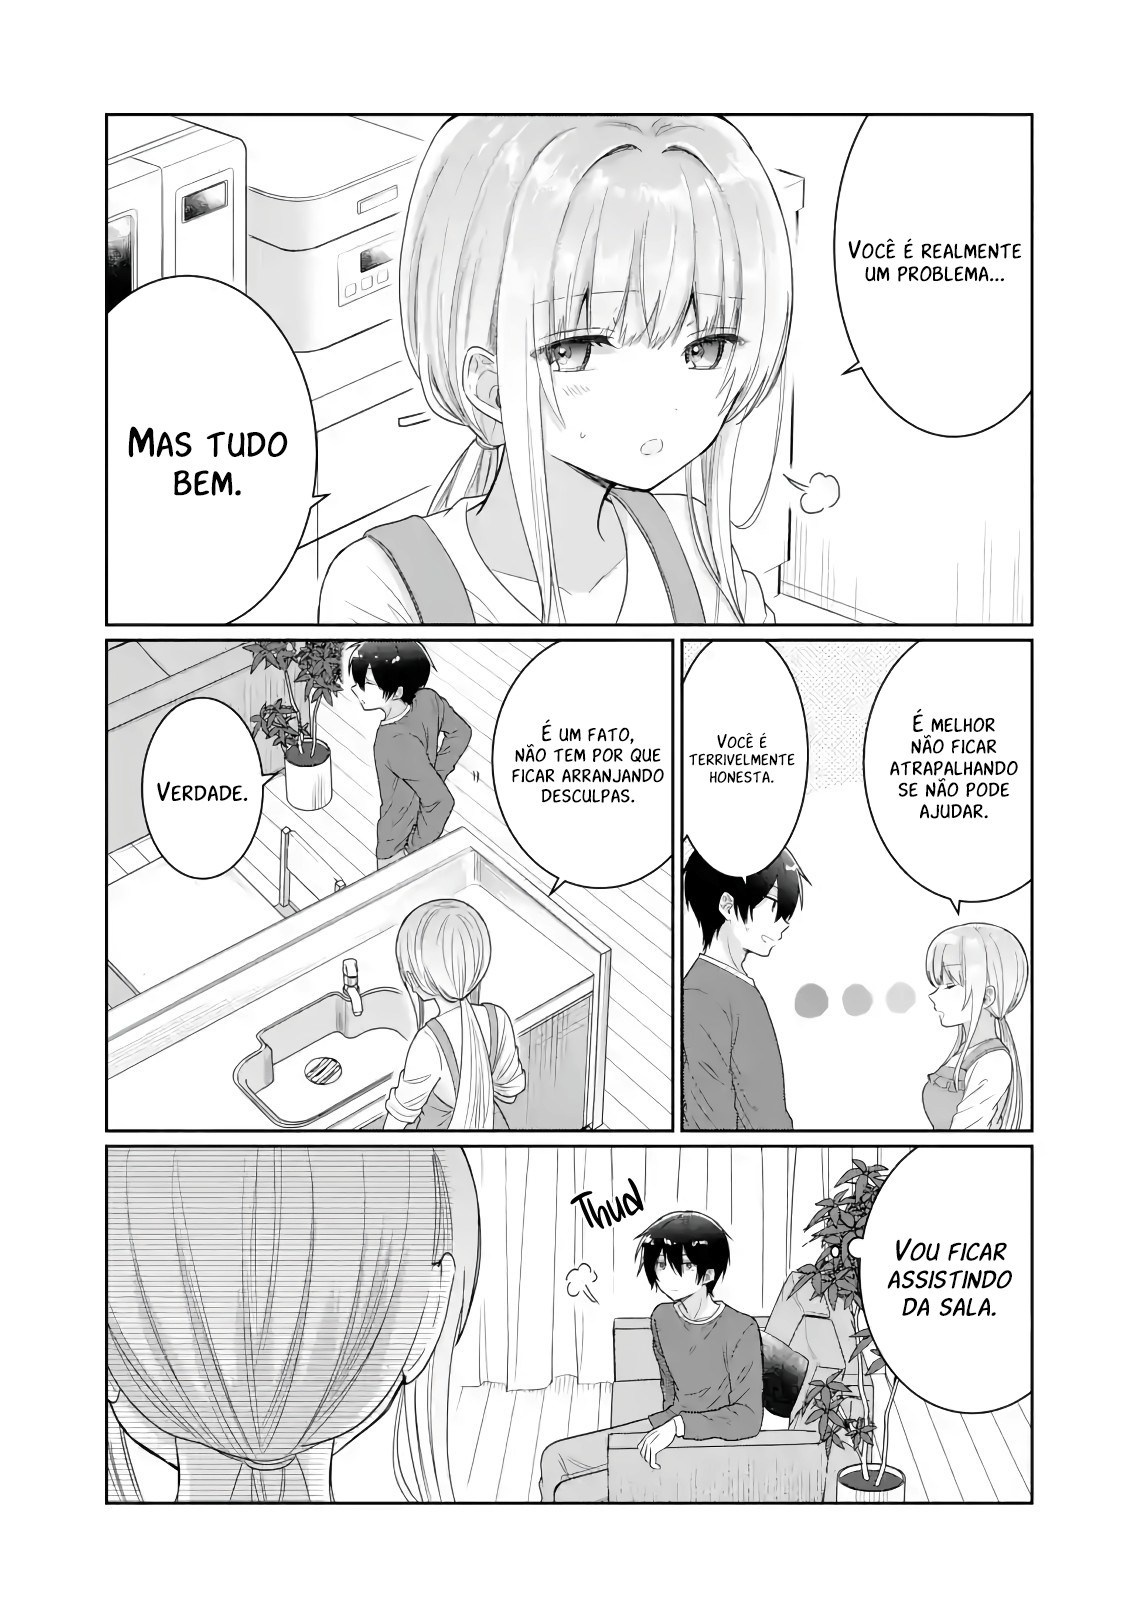 VOCÊ É REALMENTE
UM PROBLEMA...
MAS TUDO
BEM.
É MELHOR
NÃO FICAR
ATRAPALHANDO
SE NÃO PODE
AJUDAR.
VOCÊ É
TERRIVELMENTE
HONESTA.
É UM FATO,
NÃO TEM POR QUE
FICAR ARRANJANDO
DESCULPAS.
VERDADE.
VOU FICAR
ASSISTINDO
DA SALA.
Thud